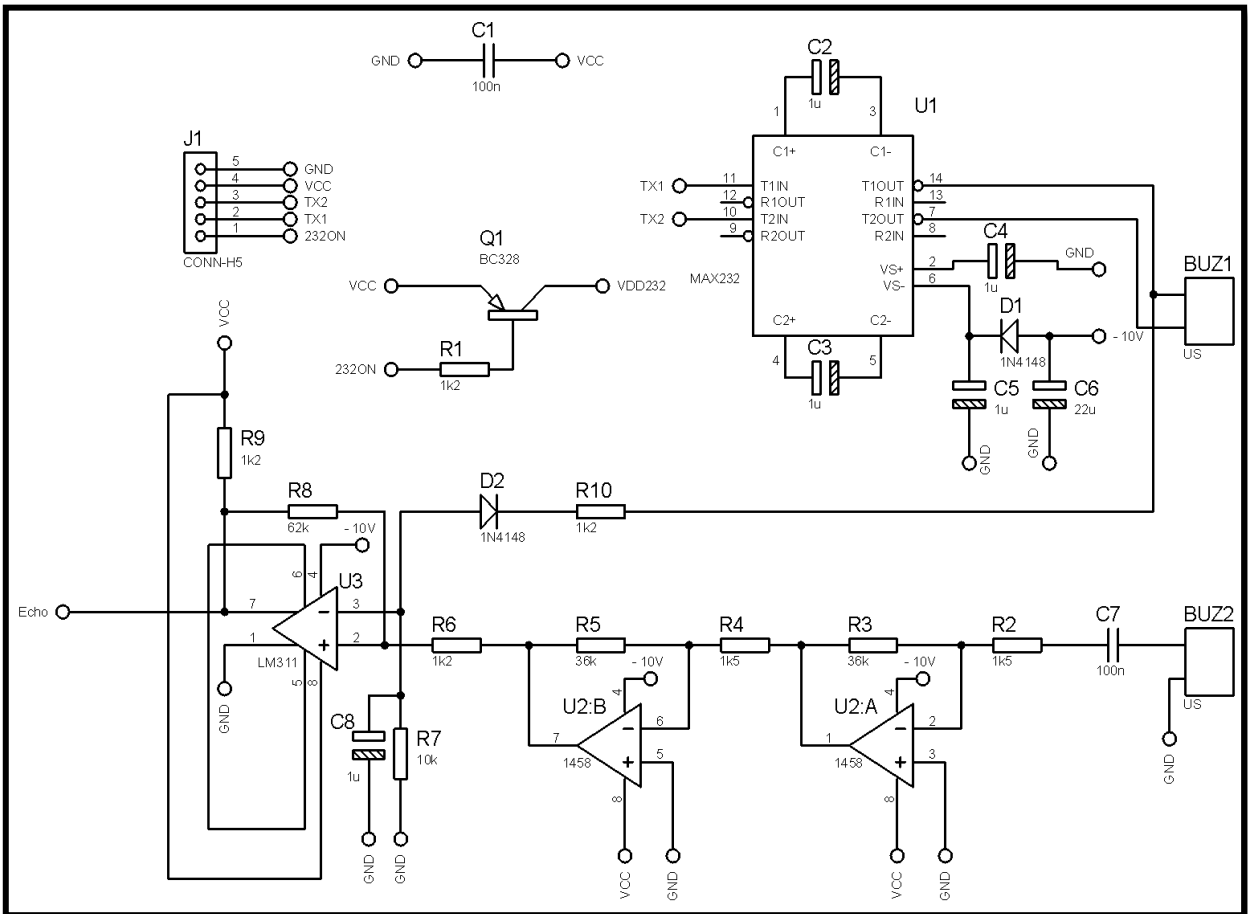 C1
GND
VCC
100n
C2
1u
U1
1
3
C1+
C1-
J1
5
GND
4
VCC
3
TX2
2
TX1
1
232ON
CONN-H5
TX1
11
T1IN
T1OUT
14
12
R1OUT
R1IN
13
TX2
10
T2IN
T2OUT
7
9
R2OUT
R2IN
8
MAX232
VS+
2
VS-
6
C2+
C2-
4
5
C3
1u
C4
1u
GND
BUZ1
US
D1
1N4148
- 10V
C5
1u
C6
22u
GND
GND
Q1
BC328
VCC
VDD232
R1
232ON
1k2
VCC
R9
1k2
R8
62k
- 10V
D2
1N4148
R10
1k2
6
4
U3
Echo
7
3
1
2
LM311
5
8
GND
R6
1k2
R5
36k
R4
1k5
R3
36k
R2
1k5
C7
100n
BUZ2
US
GND
- 10V
4
U2:B
6
7
5
1458
8
VCC
GND
- 10V
4
U2:A
2
1
3
1458
8
VCC
GND
C8
1u
R7
10k
GND
GND